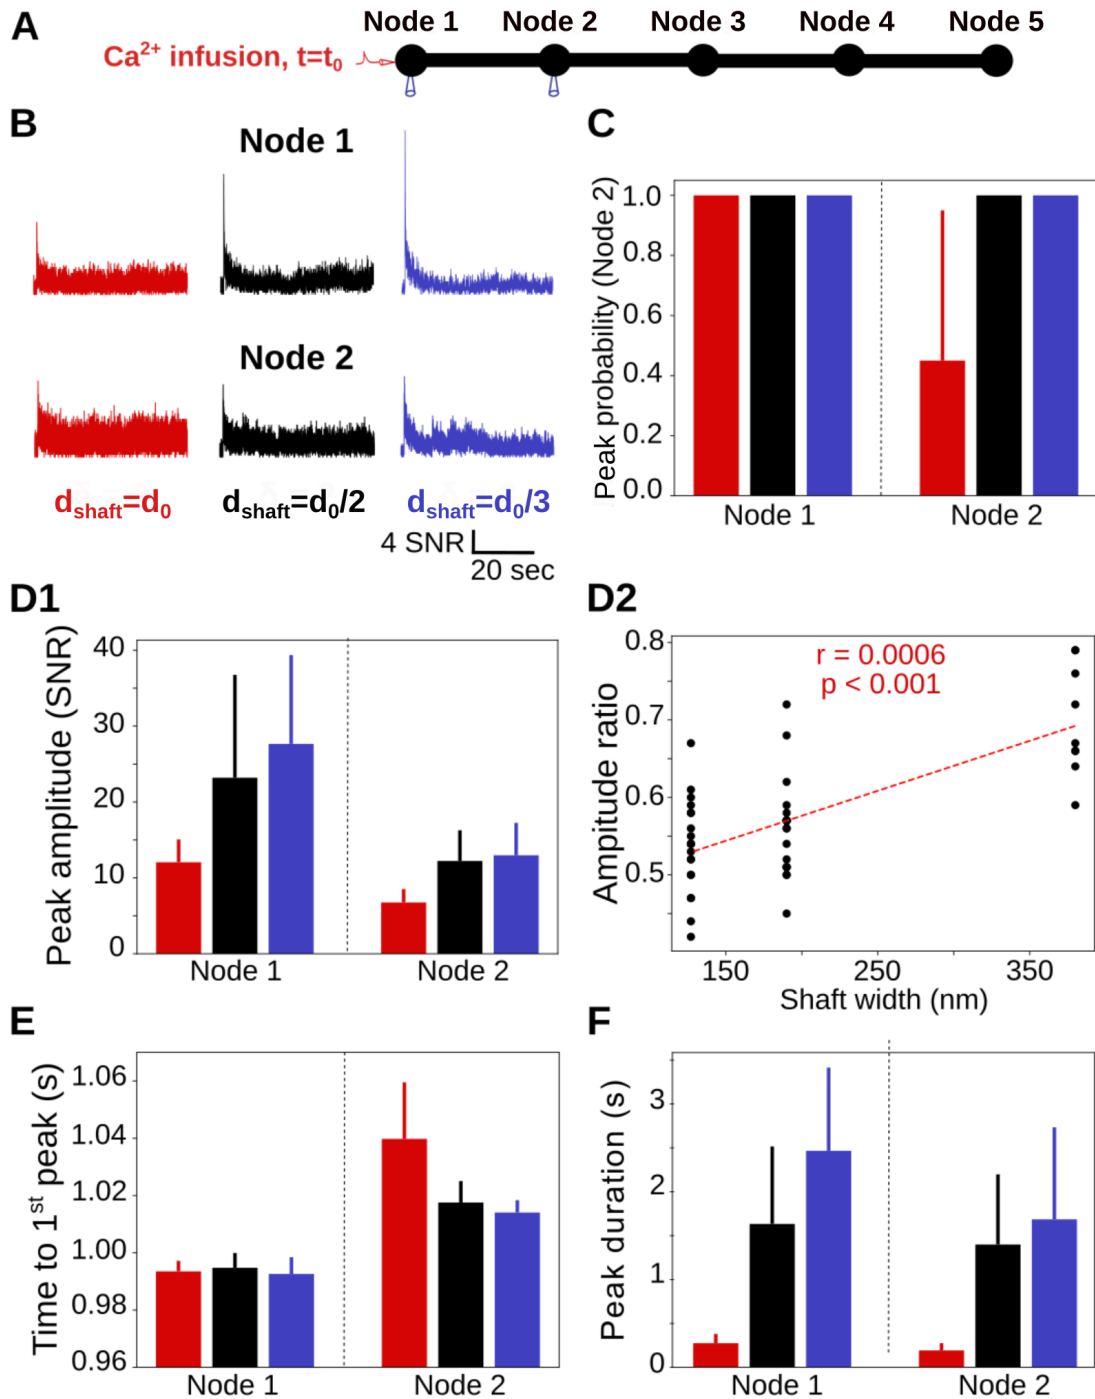 A
Node 1 Node 2 Node 3 Node 4 Node 5
Ca2+ infusion, t=t0
B
Node 1
Node 2
dshaft=d0 dshaft=d0/2 dshaft=d0/3
4 SNR
20 sec
C
Peak probability (Node 2)
1.0
0.8
0.6
0.4
0.2
0.0
Node 1 Node 2
D1
Peak amplitude (SNR)
40
30
20
10
0
Node 1 Node 2
D2
Ampitude ratio
0.8
0.7
0.6
0.5
r = 0.0006
p < 0.001
150 250 350
Shaft width (nm)
E
Time to 1st peak (s)
1.06
1.04
1.02
1.00
0.98
0.96
Node 1 Node 2
F
Peak duration (s)
3
2
1
0
Node 1 Node 2